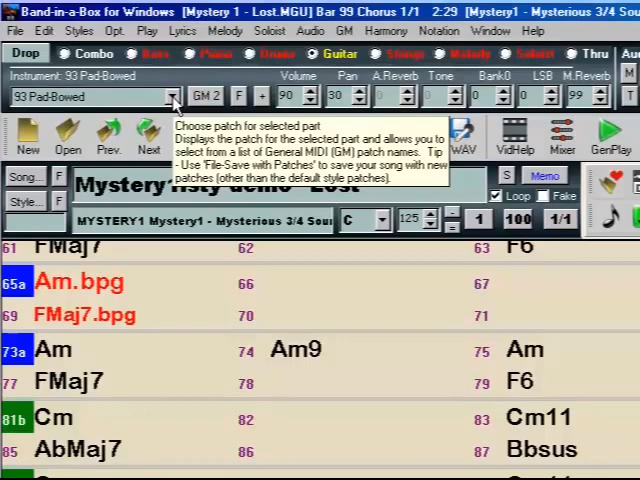 Band-in-a-Box for Windows [Mystery 1 - Lost.MGU] Bar 99 Chorus 1/1 2:29 [Mystery1 - Mysterious 3/4 Sou
File Edit Styles Opt. Play Lyrics Melody Soloist Audio GM Harmony Notation Window Help
Drop Combo Bass Piano Drums Guitar Strings Melody Soloist Thru Au
Instrument: 93 Pad-Bowed Volume Pan A.Reverb Tone Bank0 LSB M.Reverb
93 Pad-Bowed GM 2 F + 90 30 0 0 0 0 99 M
T
Choose patch for selected part
Displays the patch for the selected part and allows you to
select from a list of General MIDI (GM) patch names. Tip
- Use 'File-Save with Patches' to save your song with new
patches (other than the default style patches).
New Open Prev. Next WAV VidHelp Mixer GenPlay
Song... F S Memo
Style... F Loop Fake
MYSTERY1 Mystery1 - Mysterious 3/4 Sour C 125 - = 1 100 1/1
61 FMaj7 62 63 F6
65a Am.bpg 66 67
69 FMaj7.bpg 70 71
73a Am 74 Am9 75 Am
77 FMaj7 78 79 F6
81b Cm 82 83 Cm11
85 AbMaj7 86 87 Bbsus